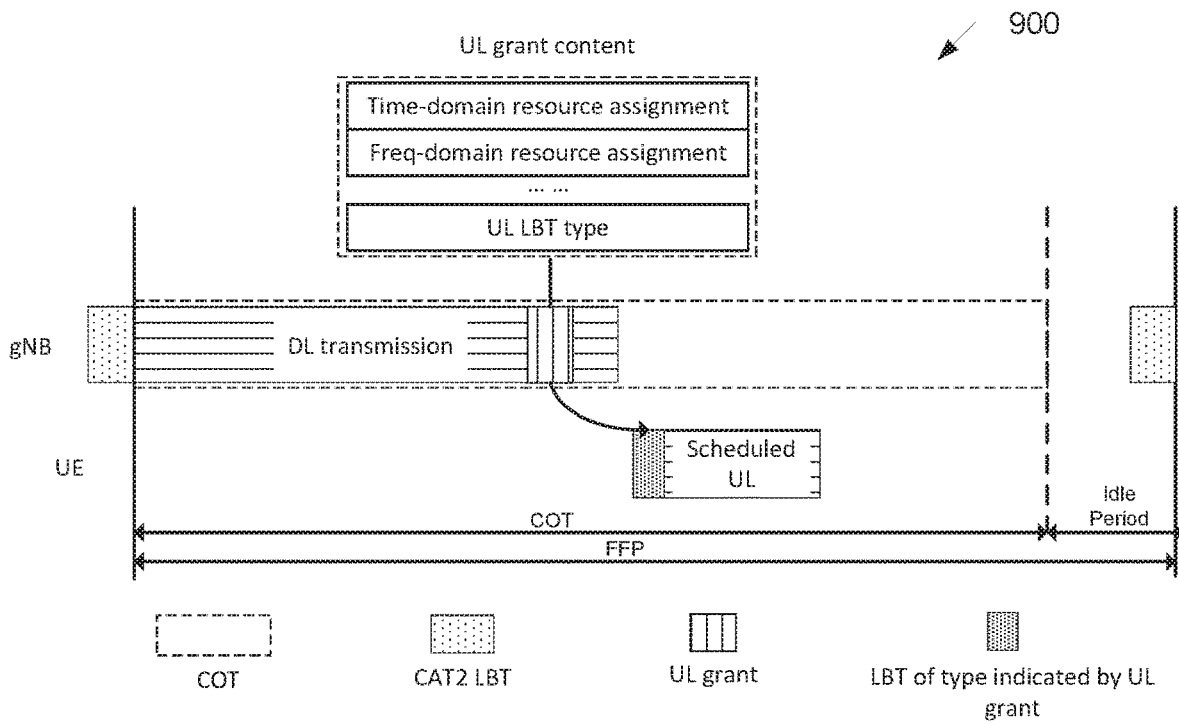 900
UL grant content
Time-domain resource assignment
Freq-domain resource assignment
... ...
UL LBT type
gNB
DL transmission
UE
Scheduled
UL
Idle
Period
COT
FFP
COT
CAT2 LBT
UL grant
LBT of type indicated by UL
grant